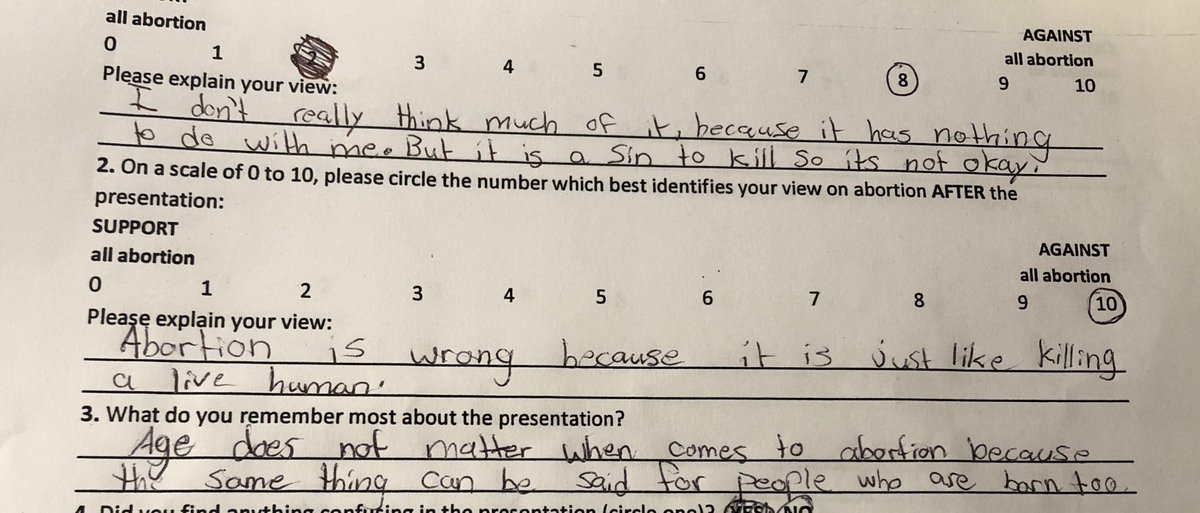 all abortion
AGAINST
all abortion
0 1 2 3 4 5 6 7 8 9 10
Please explain your view:
I don't really think much of it, because it has nothing
to do with me. But it is a Sin to kill so its not okay.
2. On a scale of 0 to 10, please circle the number which best identifies your view on abortion AFTER the
presentation:
SUPPORT
all abortion
AGAINST
all abortion
0 1 2 3 4 5 6 7 8 9 10
Please explain your view:
Abortion is wrong because it is just like killing
a live human.
3. What do you remember most about the presentation?
Age does not matter when comes to abortion because
the same thing can be said for people who are born too.
4. Did you find anything confusing in the presentation (circle one)? YES NO